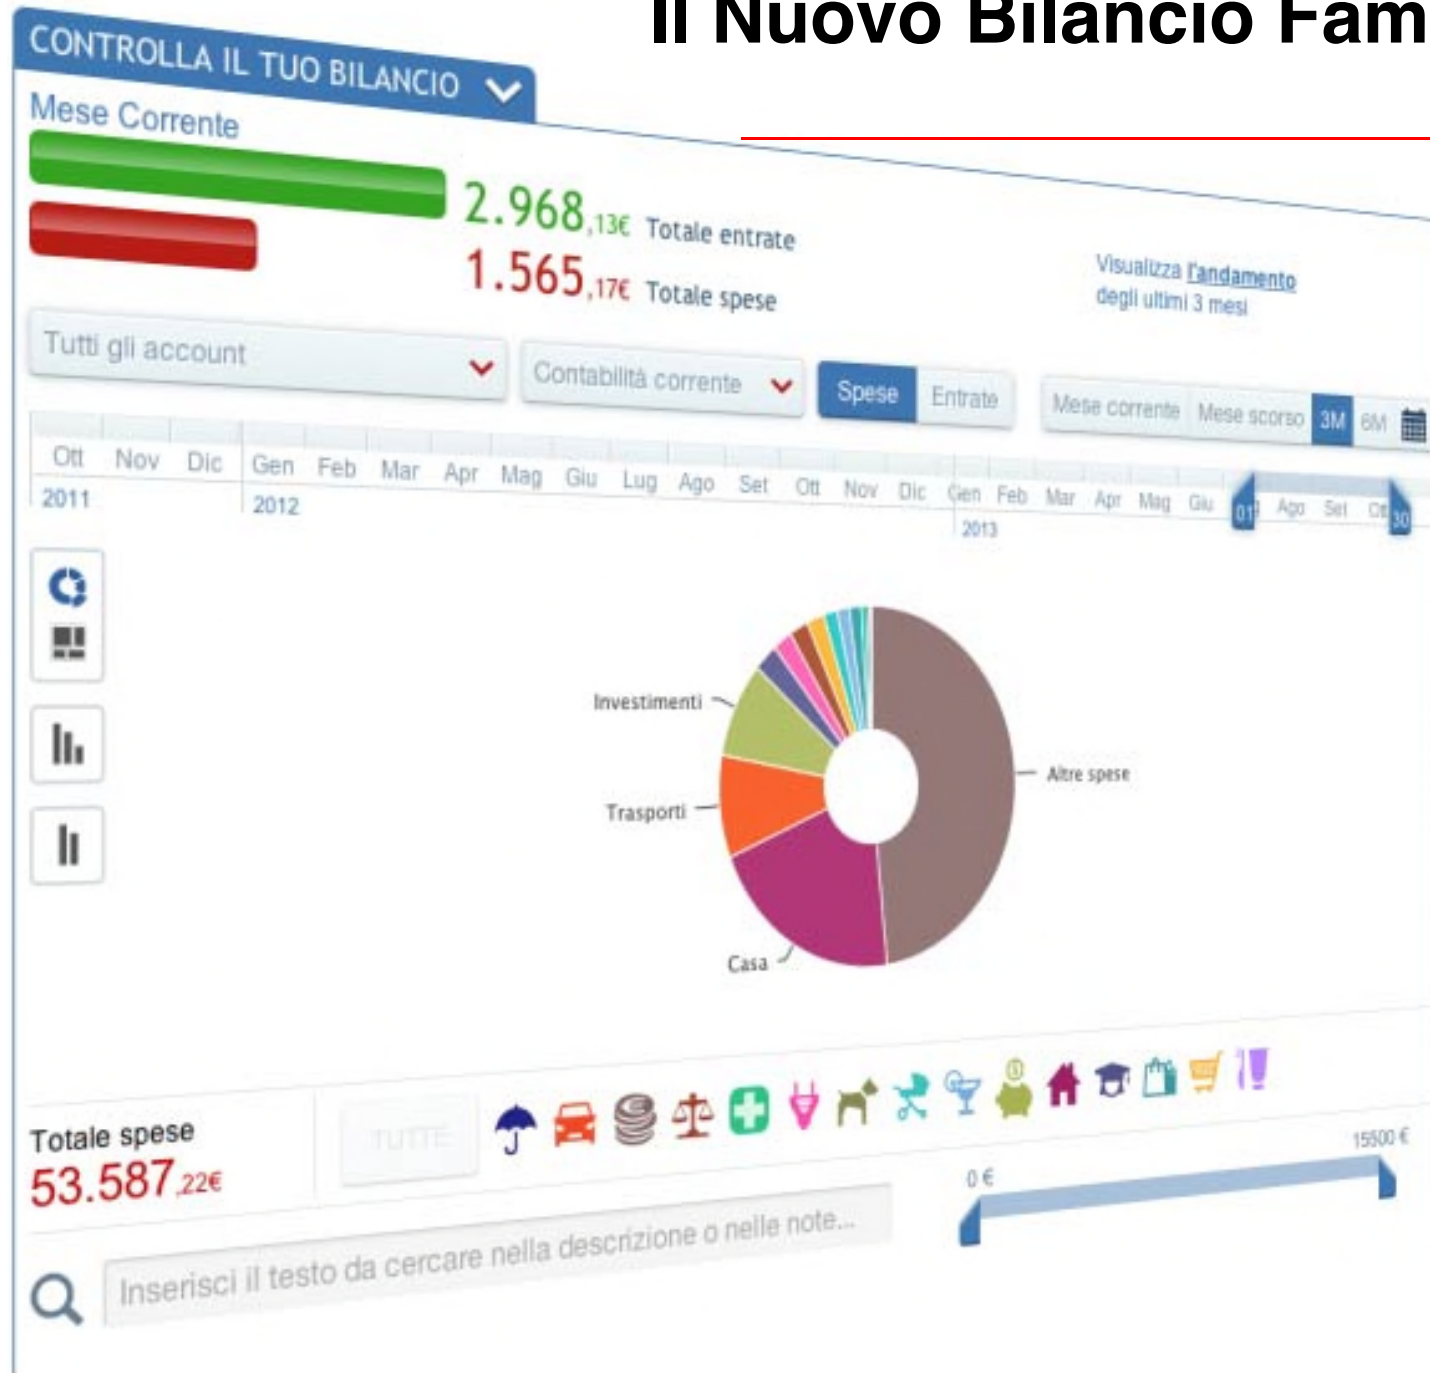 Il Nuovo Bilancio Fam
CONTROLLA IL TUO BILANCIO
Mese Corrente
2.968,13€ Totale entrate
1.565,17€ Totale spese
Visualizza l'andamento
degli ultimi 3 mesi
Tutti gli account
Contabilità corrente
Spese Entrate
Mese corrente Mese scorso 3M 6M
Ott Nov Dic Gen Feb Mar Apr Mag Giu Lug Ago Set Ott Nov Dic Gen Feb Mar Apr Mag Giu Ago Set
2011 2012 2013
01 30
Investimenti
Altre spese
Trasporti
Casa
Totale spese
53.587,22€
TUTTE
0 € 15500 €
Inserisci il testo da cercare nella descrizione o nelle note...